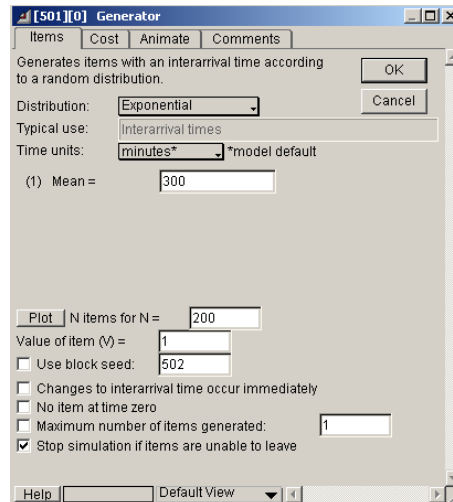 [501][0] Generator
Items Cost Animate Comments
Generates items with an interarrival time according
to a random distribution.
OK
Cancel
Distribution: Exponential
Typical use: Interarrival times
Time units: minutes* *model default
(1) Mean = 300
Plot N items for N = 200
Value of item (V) = 1
Use block seed: 502
Changes to interarrival time occur immediately
No item at time zero
Maximum number of items generated: 1
Stop simulation if items are unable to leave
Help Default View